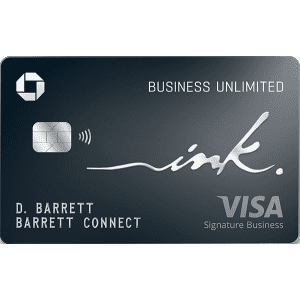 BUSINESS UNLIMITED
ink.
D. BARRETT
BARRETT CONNECT
VISA
Signature Business